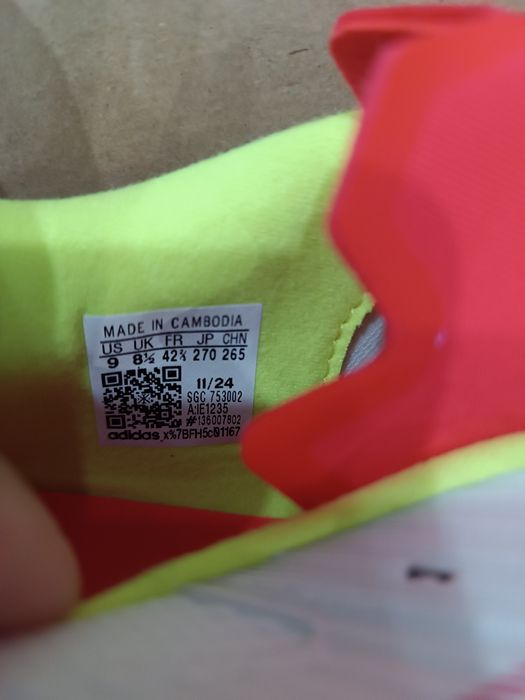 MADE IN CAMBODIA
US UK FR JP CHN
9 8½ 42⅔ 270 265
11/24
SGC 753002
A:IE1235
#136007802
adidas x%7BFH5c01167